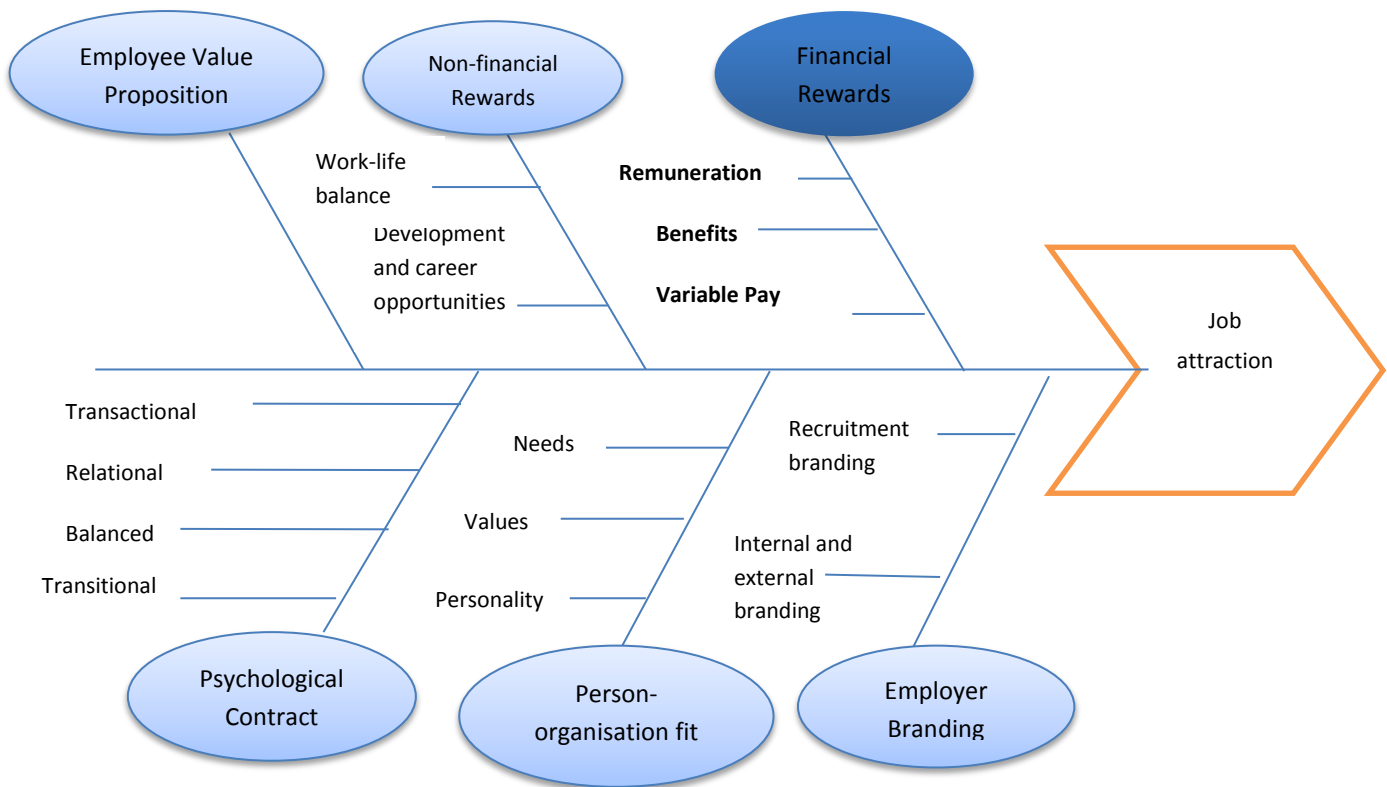 Employee Value
Proposition
Non-financial
Rewards
Financial
Rewards
Work-life
balance
Development
and career
opportunities
Remuneration
Benefits
Variable Pay
Job
attraction
Transactional
Relational
Balanced
Transitional
Needs
Values
Personality
Recruitment
branding
Internal and
external
branding
Psychological
Contract
Person-
organisation fit
Employer
Branding